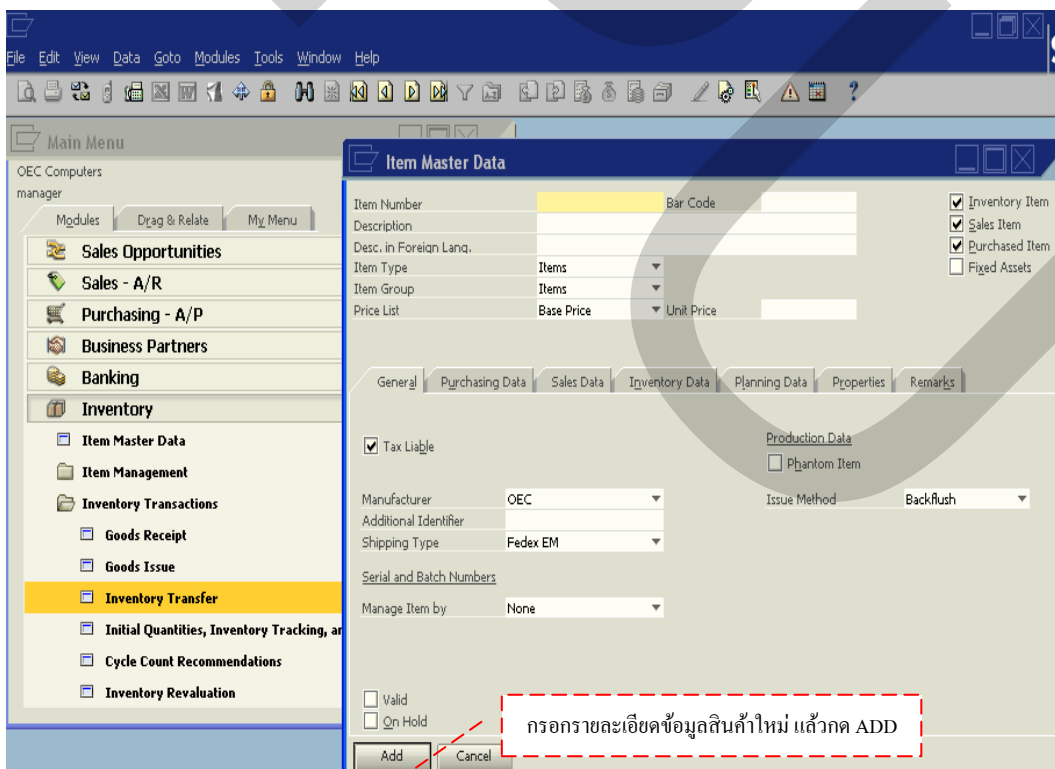 File Edit View Data Goto Modules Tools Window Help
Main Menu
OEC Computers
manager
Modules Drag & Relate My Menu
Sales Opportunities
Sales - A/R
Purchasing - A/P
Business Partners
Banking
Inventory
Item Master Data
Item Management
Inventory Transactions
Goods Receipt
Goods Issue
Inventory Transfer
Initial Quantities, Inventory Tracking, ar
Cycle Count Recommendations
Inventory Revaluation
Item Master Data
Item Number Bar Code
Description
Desc. in Foreign Lang.
Item Type Items
Item Group Items
Price List Base Price Unit Price
Inventory Item
Sales Item
Purchased Item
Fixed Assets
General Purchasing Data Sales Data Inventory Data Planning Data Properties Remarks
Tax Liable
Production Data
Phantom Item
Manufacturer OEC Issue Method Backflush
Additional Identifier
Shipping Type Fedex EM
Serial and Batch Numbers
Manage Item by None
Valid
On Hold
กรอกรายละเอียดข้อมูลสินค้าใหม่ แล้วกด ADD
Add Cancel